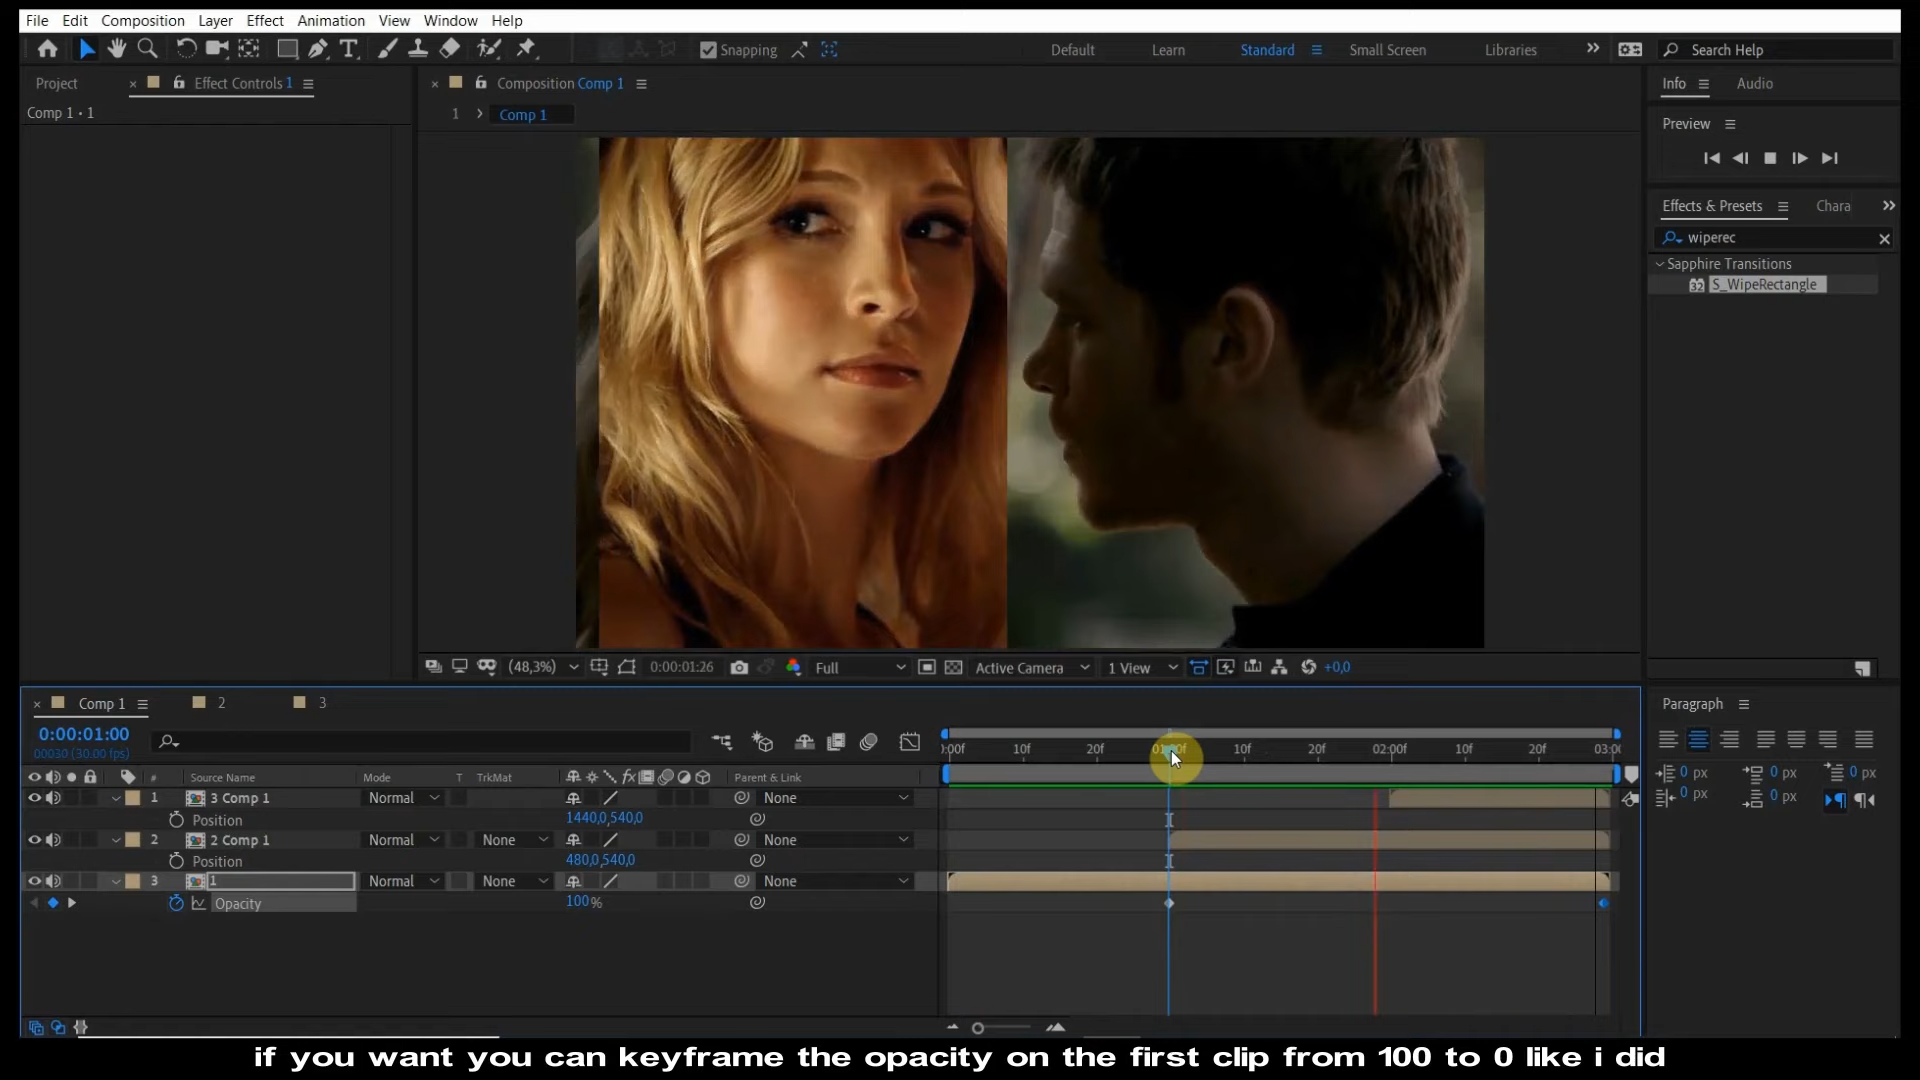 File Edit Composition Layer Effect Animation View Window Help
Snapping Default Learn Standard Small Screen Libraries Search Help
Project Effect Controls 1 Composition Comp 1 Info Audio
Comp 1 • 1
1 Comp 1
Preview
Effects & Presets Chara
wiperec
Sapphire Transitions
32 S_WipeRectangle
(48,3%) 0:00:01:26 Full Active Camera 1 View +0,0
Comp 1 2 3
0:00:01:00
00030 (30.00 fps)
:00f 10f 20f 01:00f 10f 20f 02:00f 10f 20f 03:0
# Source Name Mode T TrkMat fx Parent & Link
1 3 Comp 1 Normal None
Position 1440,0,540,0
2 2 Comp 1 Normal None None
Position 480,0,540,0
3 1 Normal None None
Opacity 100%
Paragraph
0 px 0 px 0 px
0 px 0 px
if you want you can keyframe the opacity on the first clip from 100 to 0 like i did